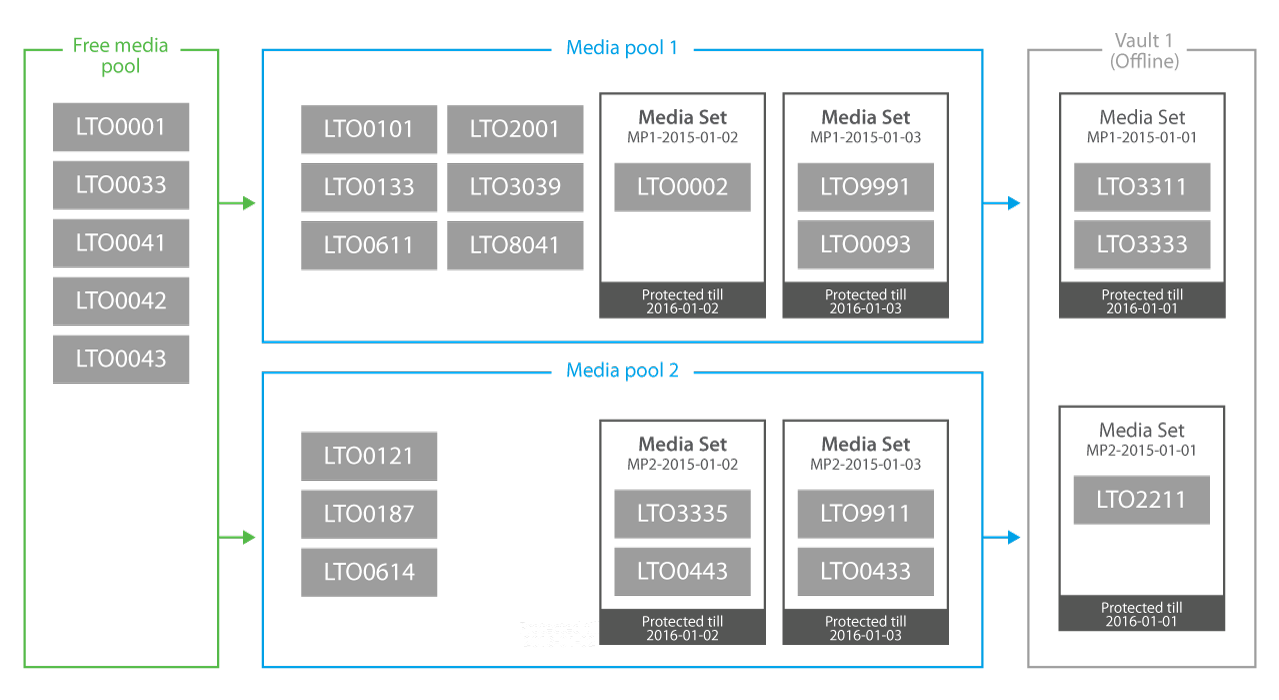 Free media
pool
LTO0001
LTO0033
LTO0041
LTO0042
LTO0043
Media pool 1
LTO0101
LTO2001
LTO0133
LTO3039
LTO0611
LTO8041
Media Set
MP1-2015-01-02
LTO0002
Protected till
2016-01-02
Media Set
MP1-2015-01-03
LTO9991
LTO0093
Protected till
2016-01-03
Media pool 2
LTO0121
LTO0187
LTO0614
Media Set
MP2-2015-01-02
LTO3335
LTO0443
Protected till
2016-01-02
Media Set
MP2-2015-01-03
LTO9911
LTO0433
Protected till
2016-01-03
Vault 1
(Offline)
Media Set
MP1-2015-01-01
LTO3311
LTO3333
Protected till
2016-01-01
Media Set
MP2-2015-01-01
LTO2211
Protected till
2016-01-01